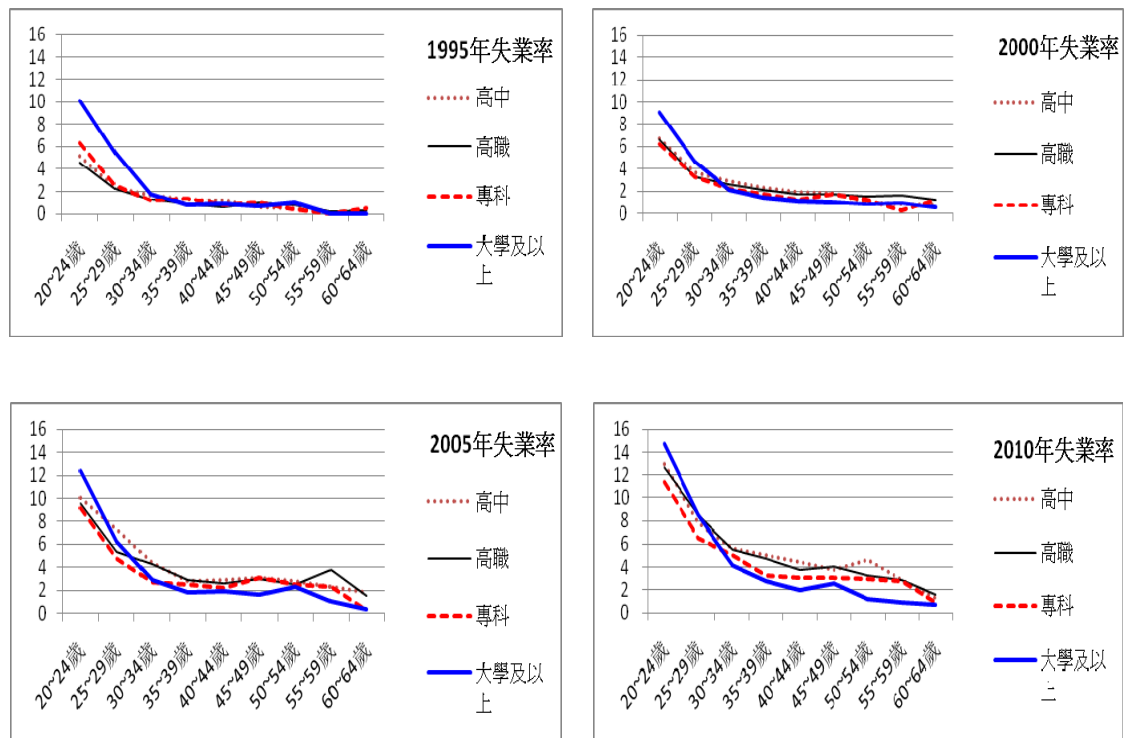 1995年失業率
16
14
12
10
8
6
4
2
0
20~24歲
25~29歲
30~34歲
35~39歲
40~44歲
45~49歲
50~54歲
55~59歲
60~64歲
高中
高職
專科
大學及以
上
2000年失業率
16
14
12
10
8
6
4
2
0
20~24歲
25~29歲
30~34歲
35~39歲
40~44歲
45~49歲
50~54歲
55~59歲
60~64歲
高中
高職
專科
大學及以
上
2005年失業率
16
14
12
10
8
6
4
2
0
20~24歲
25~29歲
30~34歲
35~39歲
40~44歲
45~49歲
50~54歲
55~59歲
60~64歲
高中
高職
專科
大學及以
上
2010年失業率
16
14
12
10
8
6
4
2
0
20~24歲
25~29歲
30~34歲
35~39歲
40~44歲
45~49歲
50~54歲
55~59歲
60~64歲
高中
高職
專科
大學及以
上